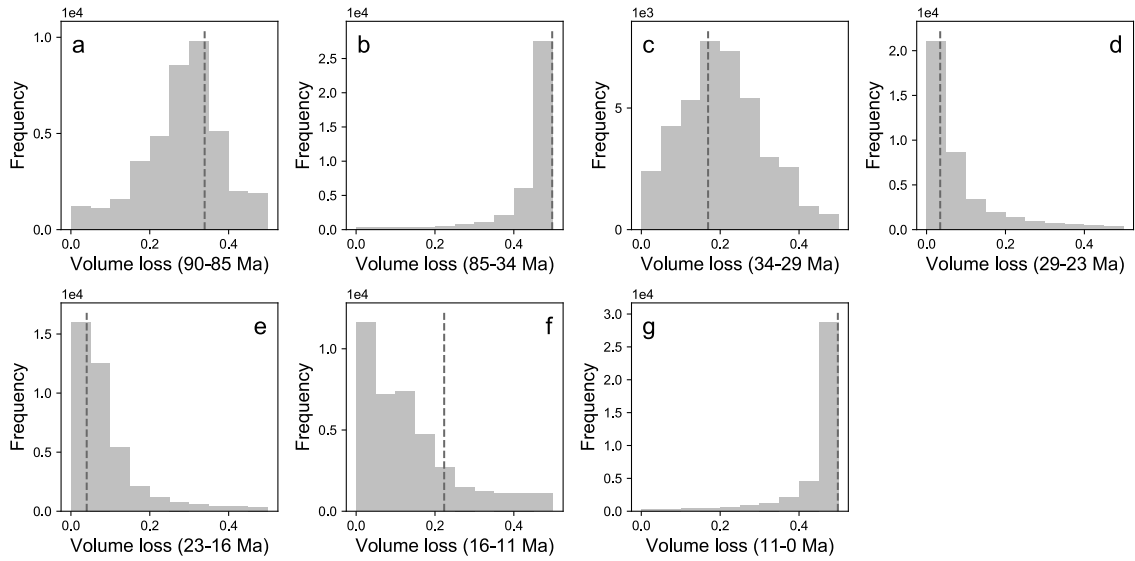 1e4
a
1.0
0.5
0.0
Frequency
0.0 0.2 0.4
Volume loss (90-85 Ma)
1e4
b
2.5
2.0
1.5
1.0
0.5
0.0
Frequency
0.0 0.2 0.4
Volume loss (85-34 Ma)
1e3
c
5
0
Frequency
0.0 0.2 0.4
Volume loss (34-29 Ma)
1e4
d
2.0
1.5
1.0
0.5
0.0
Frequency
0.0 0.2 0.4
Volume loss (29-23 Ma)
1e4
e
1.5
1.0
0.5
0.0
Frequency
0.0 0.2 0.4
Volume loss (23-16 Ma)
1e4
f
1.0
0.5
0.0
Frequency
0.0 0.2 0.4
Volume loss (16-11 Ma)
1e4
g
3.0
2.5
2.0
1.5
1.0
0.5
0.0
Frequency
0.0 0.2 0.4
Volume loss (11-0 Ma)